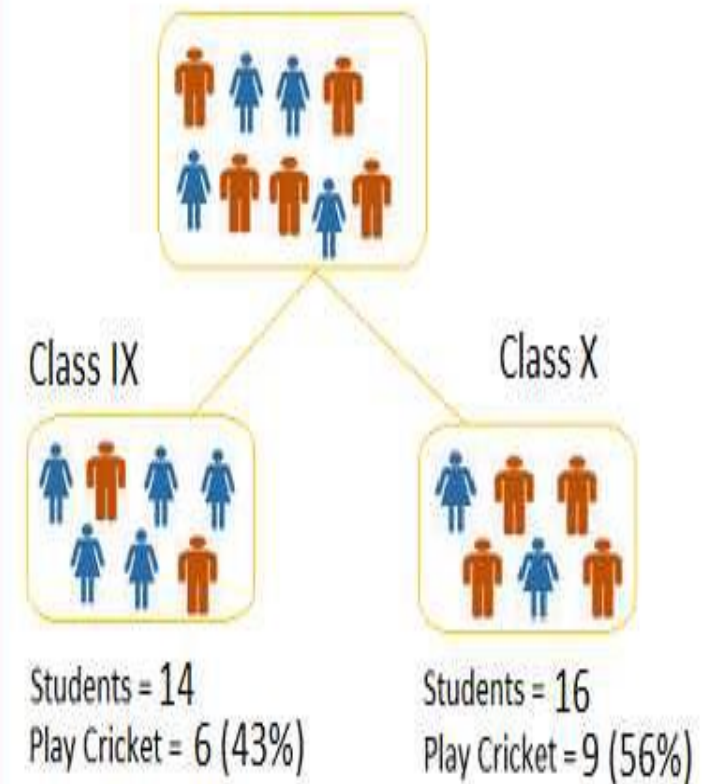 Class IX
Class X
Students = 14
Play Cricket = 6 (43%)
Students = 16
Play Cricket = 9 (56%)